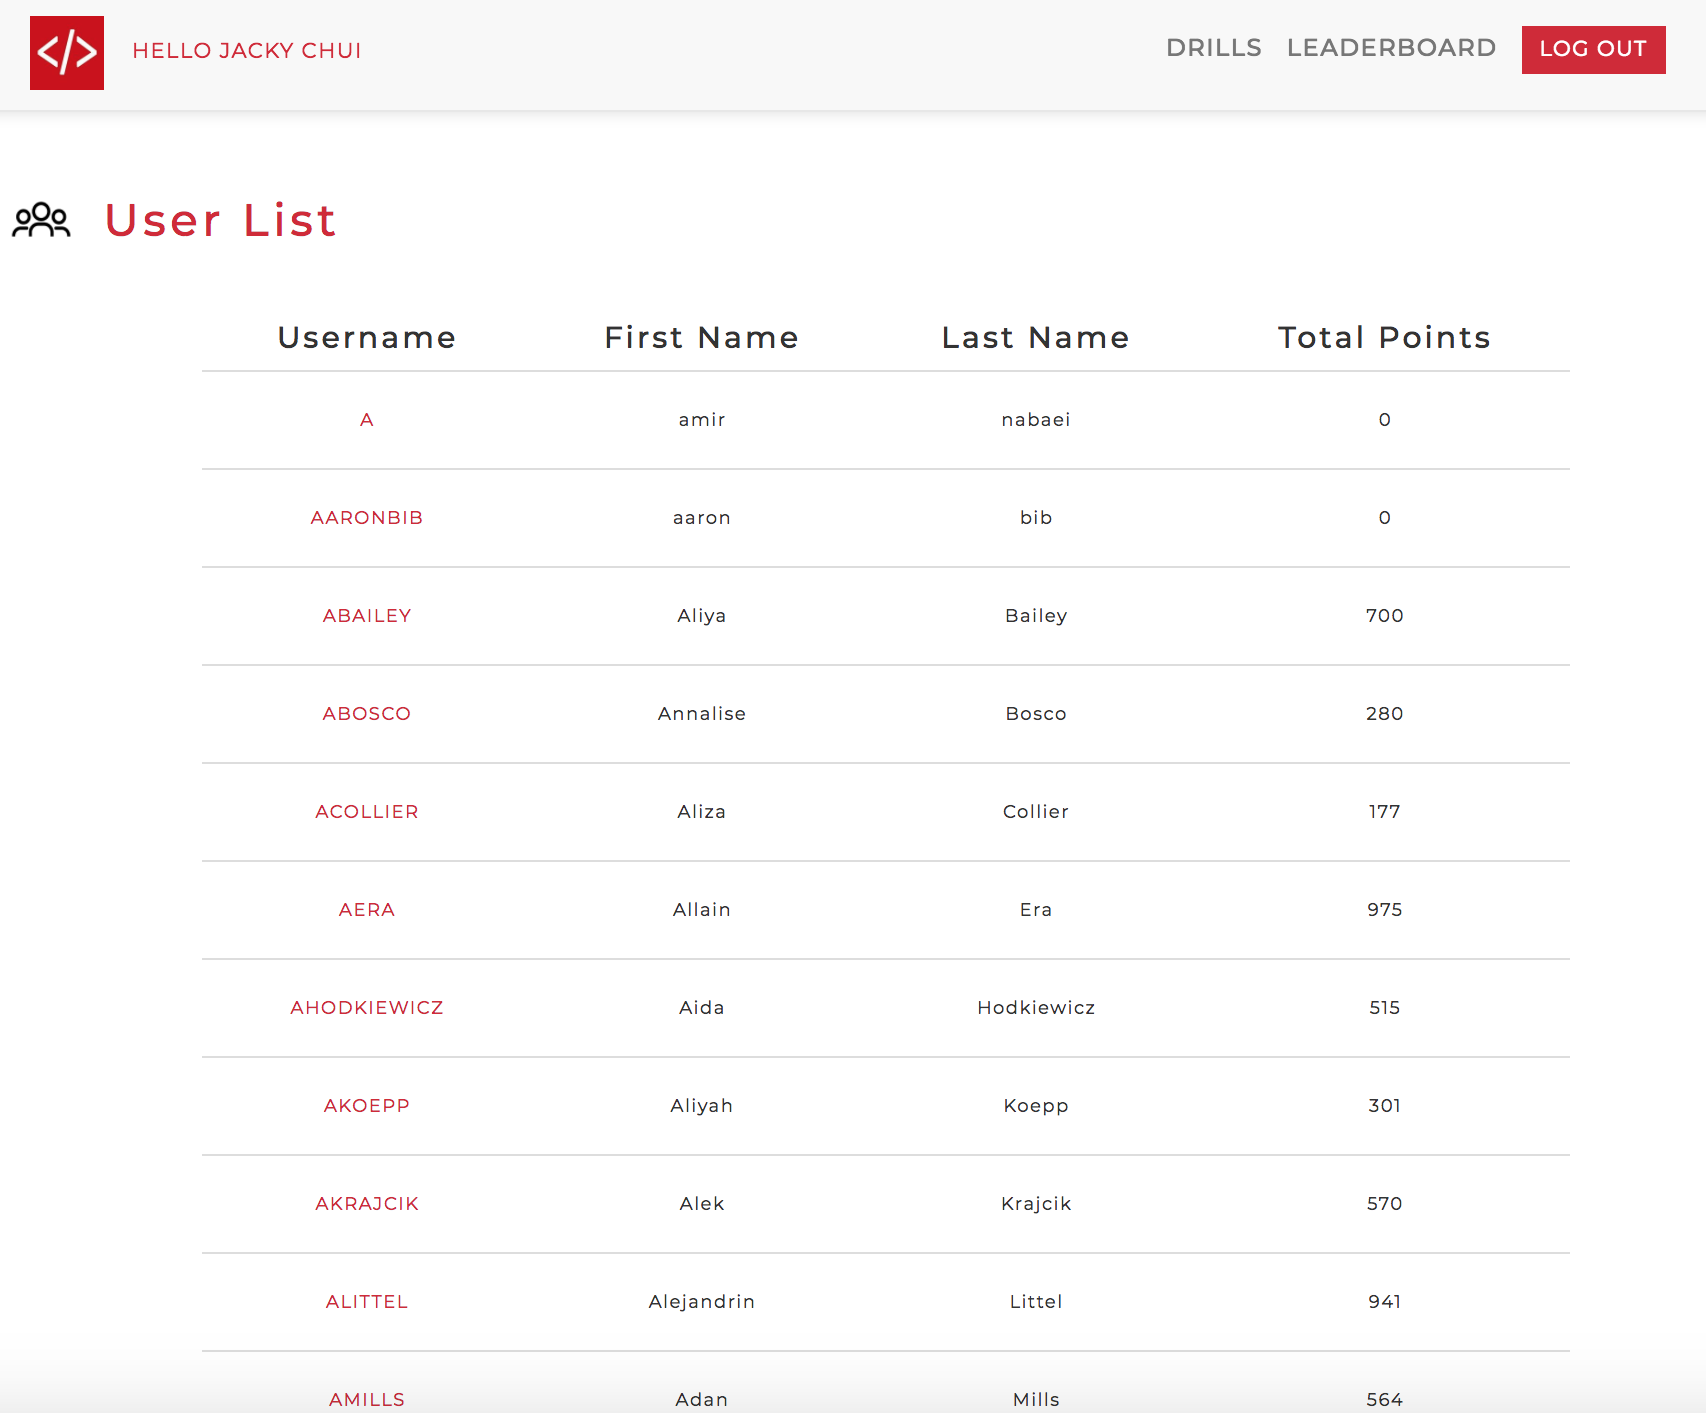 </> HELLO JACKY CHUI DRILLS LEADERBOARD LOG OUT
User List
Username First Name Last Name Total Points
A amir nabaei 0
AARONBIB aaron bib 0
ABAILEY Aliya Bailey 700
ABOSCO Annalise Bosco 280
ACOLLIER Aliza Collier 177
AERA Allain Era 975
AHODKIEWICZ Aida Hodkiewicz 515
AKOEPP Aliyah Koepp 301
AKRAJCIK Alek Krajcik 570
ALITTEL Alejandrin Littel 941
AMILLS Adan Mills 564